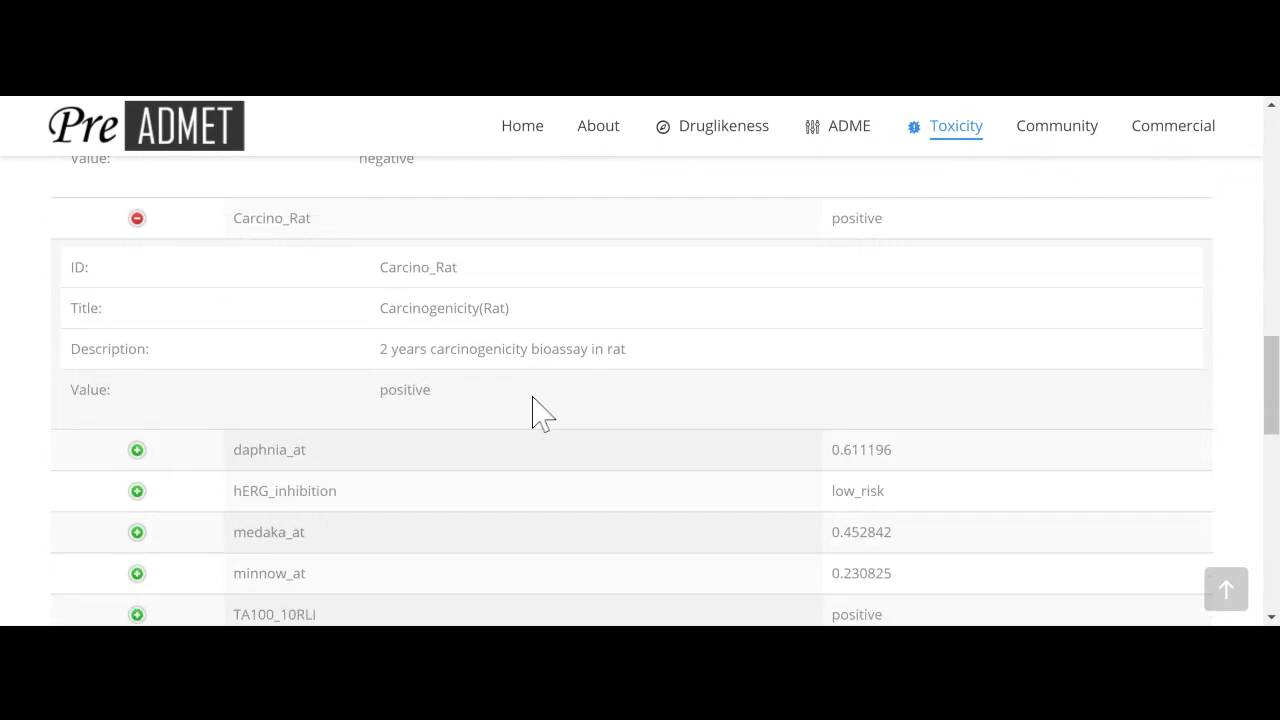 Pre ADMET Home About Druglikeness ADME Toxicity Community Commercial
Value: negative
Carcino_Rat positive
ID: Carcino_Rat
Title: Carcinogenicity(Rat)
Description: 2 years carcinogenicity bioassay in rat
Value: positive
daphnia_at 0.611196
hERG_inhibition low_risk
medaka_at 0.452842
minnow_at 0.230825
TA100_10RLI positive